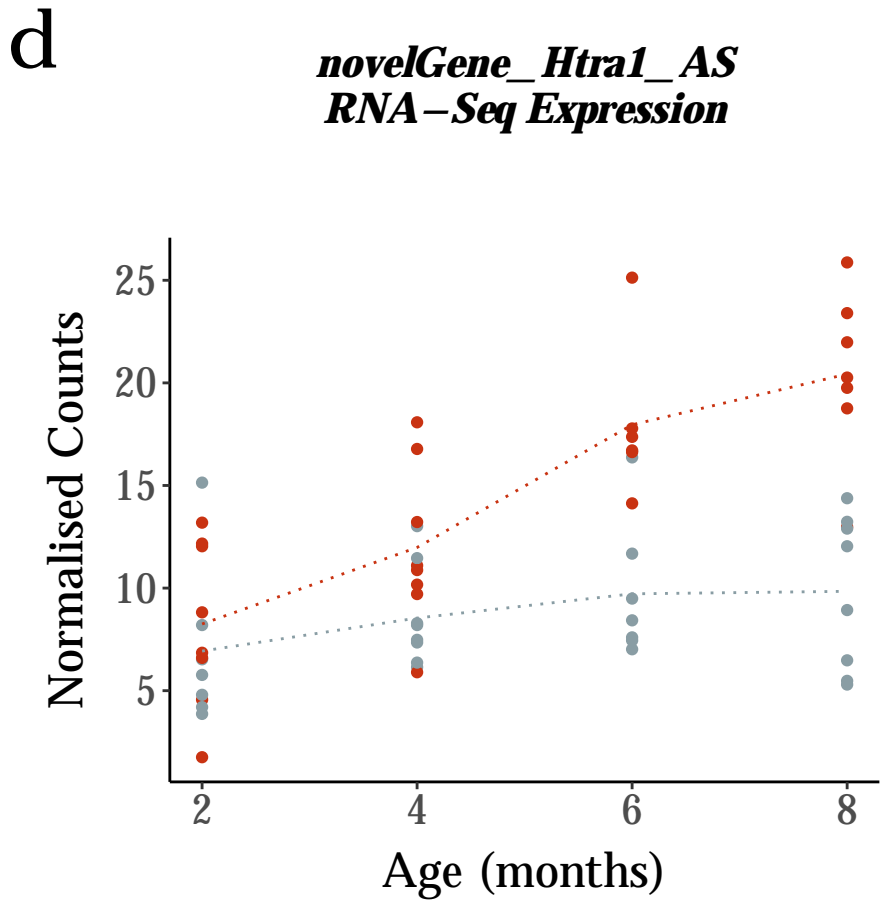 d
novelGene_Htra1_AS
RNA-Seq Expression
Normalised Counts
25
20
15
10
5
2 4 6 8
Age (months)